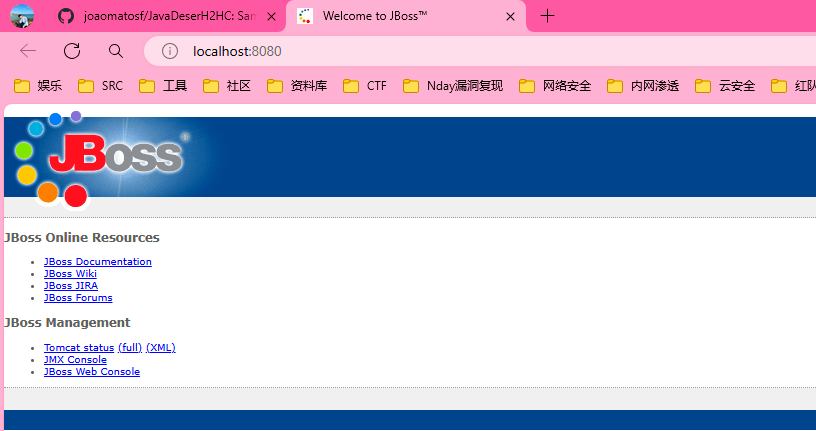 joaomatosf/JavaDeserH2HC: San
Welcome to JBoss™
localhost:8080
娱乐 SRC 工具 社区 资料库 CTF Nday漏洞复现 网络安全 内网渗透 云安全 红队
JBoss®
JBoss Online Resources
JBoss Documentation
JBoss Wiki
JBoss JIRA
JBoss Forums
JBoss Management
Tomcat status (full) (XML)
JMX Console
JBoss Web Console